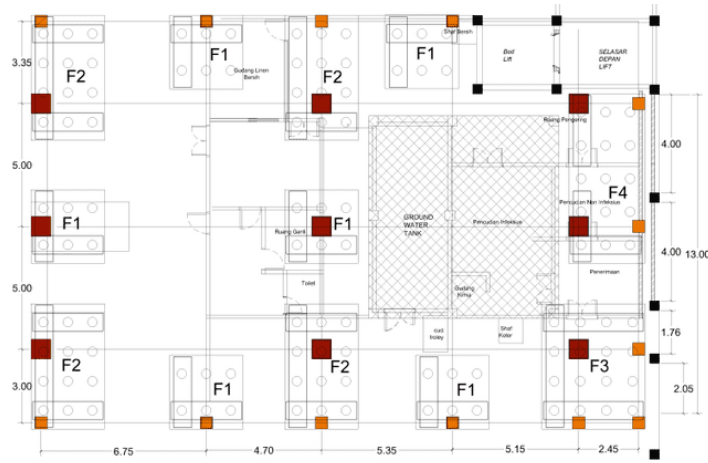 Shaf Bersih
F1
F1
Bed
Lift
SELASAR
DEPAN
LIFT
3.35
F2
Gudang Linen
Bersih
F2
Ruang Pengering
4.00
5.00
Pencucian Non Infeksius
F4
F1
F1
GROUND
WATER
TANK
Pencucian Infeksius
Ruang Ganti
4.00
13.00
Penerimaan
5.00
Toilet
Gudang
Kimia
1.76
troley
Shaf
Kotor
F2
F2
F3
3.00
F1
F1
2.05
6.75
4.70
5.35
5.15
2.45